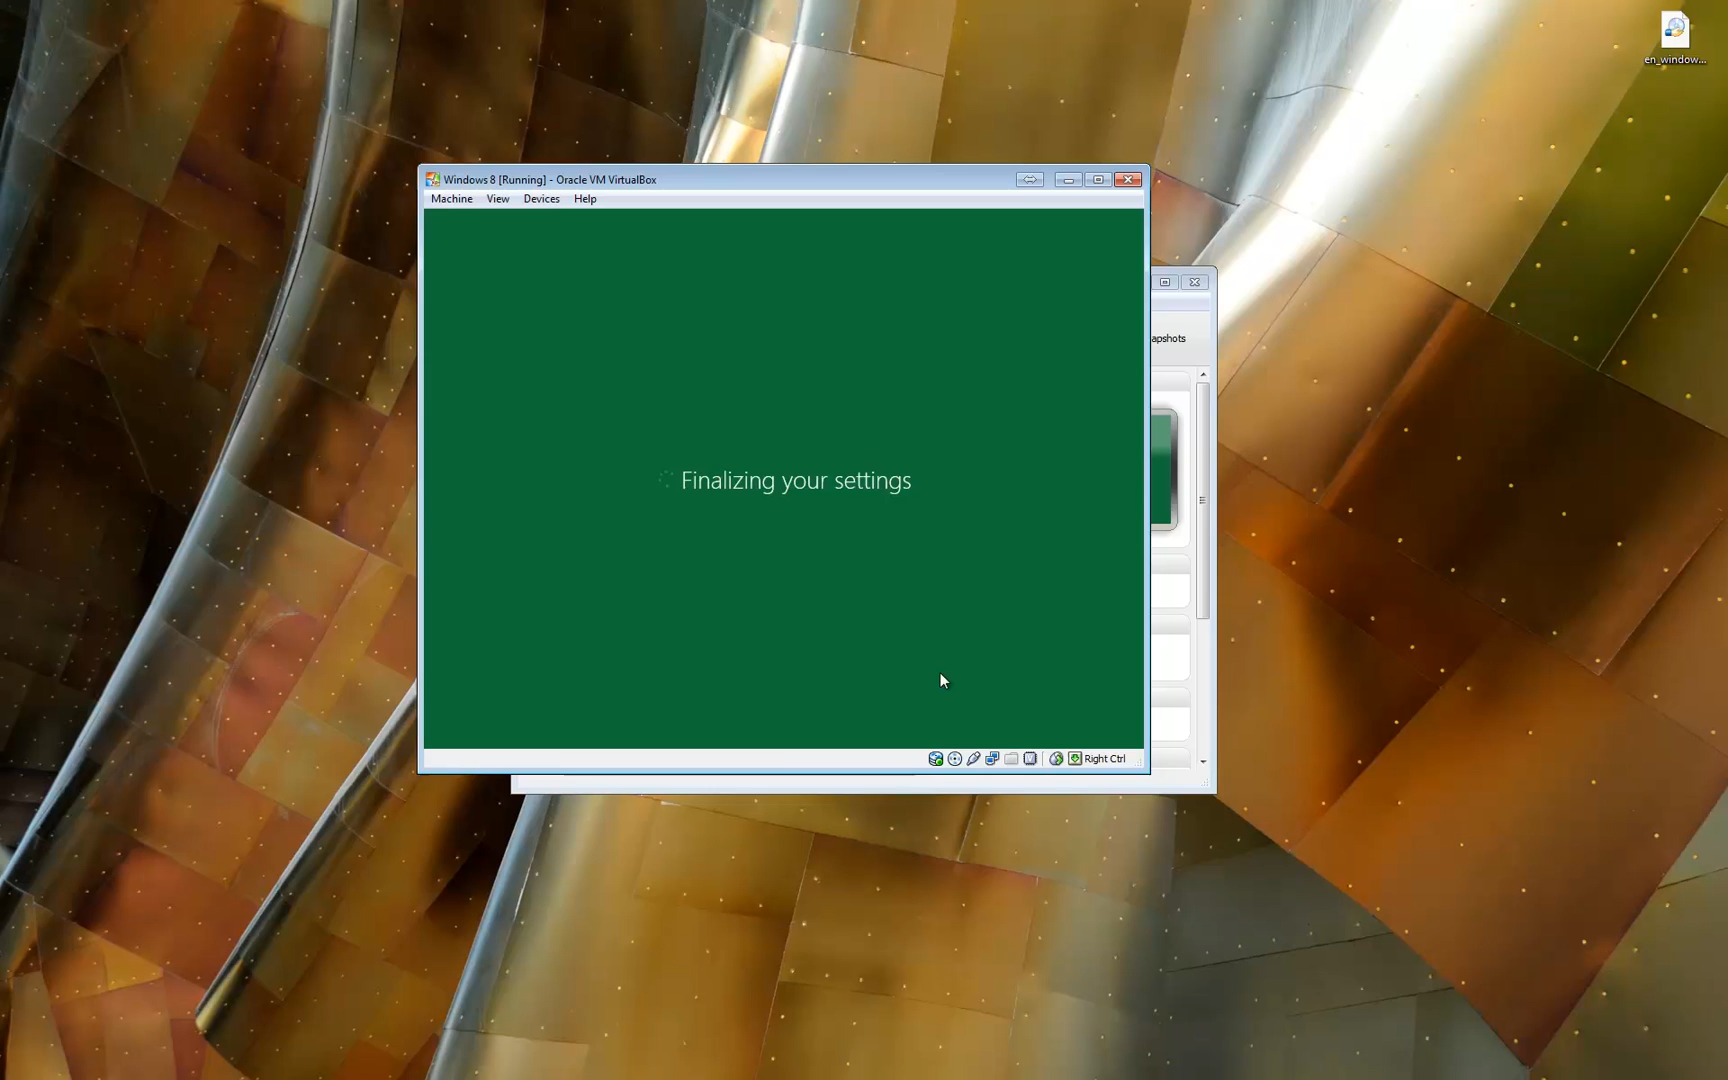 en_window...
Windows 8 [Running] - Oracle VM VirtualBox
Machine View Devices Help
apshots
Finalizing your settings
Right Ctrl